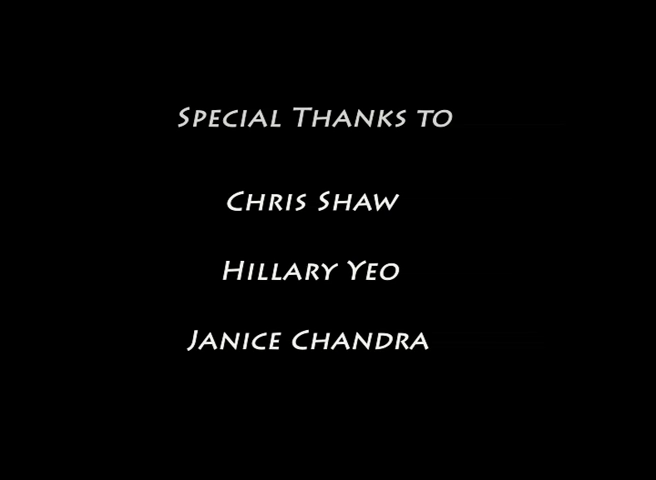 Special Thanks to
Chris Shaw
Hillary Yeo
Janice Chandra